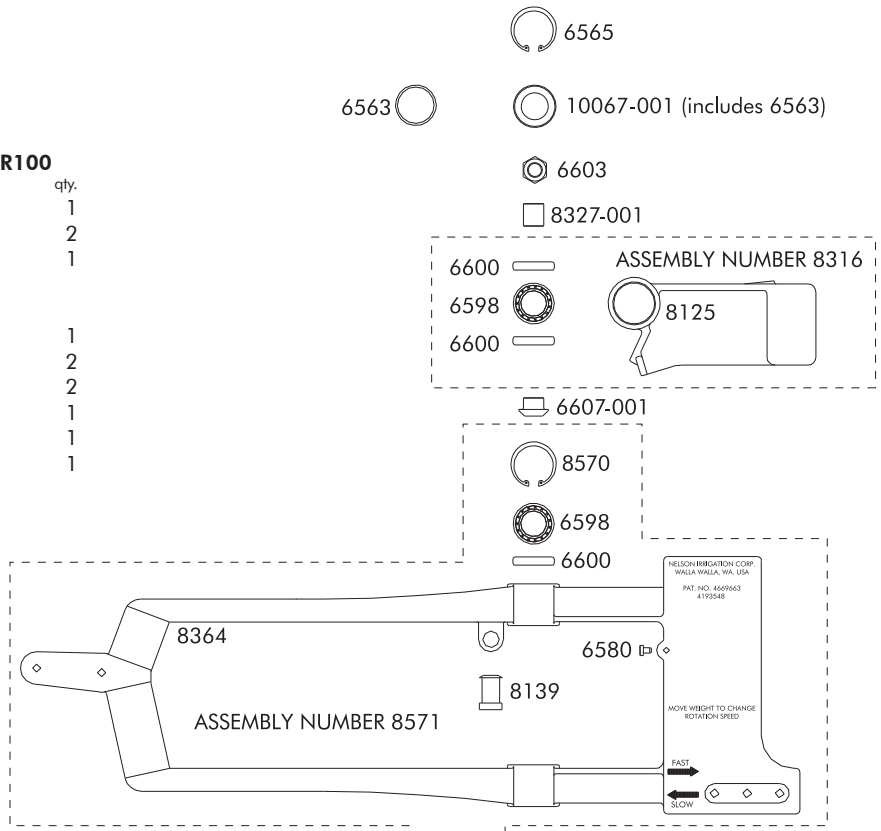 6565
6563
10067-001 (includes 6563)
R100
qty.
6603
1
8327-001
2
1
ASSEMBLY NUMBER 8316
6600
6598
8125
1
6600
2
2
1
6607-001
1
1
8570
6598
6600
NELSON IRRIGATION CORP.
WALLA WALLA, WA. USA
PAT. NO. 4669663
4193548
8364
6580
8139
ASSEMBLY NUMBER 8571
MOVE WEIGHT TO CHANGE
ROTATION SPEED
FAST
SLOW